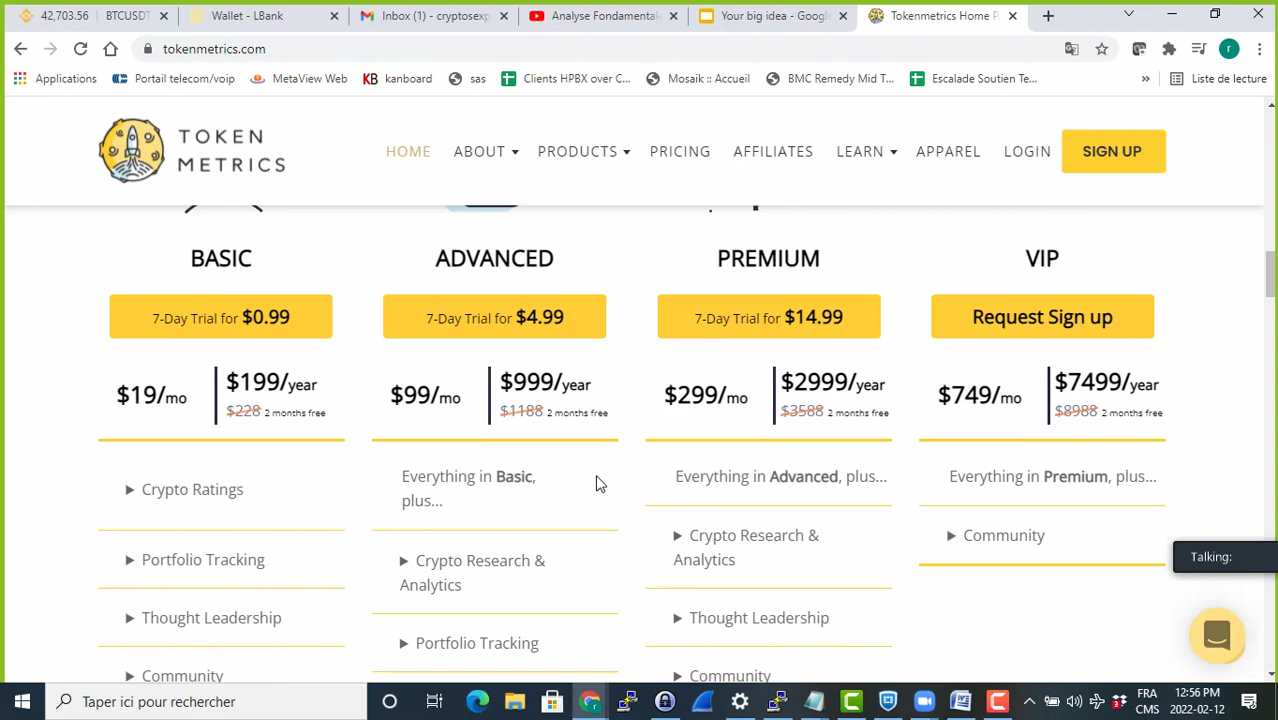 42,703.56 BTCUSDT
Wallet - LBank
Inbox (1) - cryptosexp
Analyse Fondamental
Your big idea - Google
Tokenmetrics Home P
tokenmetrics.com
Applications
Portail telecom/voip
MetaView Web
KB kanboard
sas
Clients HPBX over C...
Mosaik :: Accueil
BMC Remedy Mid T...
Escalade Soutien Te...
»
Liste de lecture
r
TOKEN
METRICS
HOME
ABOUT
PRODUCTS
PRICING
AFFILIATES
LEARN
APPAREL
LOGIN
SIGN UP
BASIC
7-Day Trial for $0.99
$19/mo
$199/year
$228 2 months free
Crypto Ratings
Portfolio Tracking
Thought Leadership
Community
ADVANCED
7-Day Trial for $4.99
$99/mo
$999/year
$1188 2 months free
Everything in Basic,
plus...
Crypto Research &
Analytics
Portfolio Tracking
PREMIUM
7-Day Trial for $14.99
$299/mo
$2999/year
$3588 2 months free
Everything in Advanced, plus...
Crypto Research &
Analytics
Thought Leadership
Community
VIP
Request Sign up
$749/mo
$7499/year
$8988 2 months free
Everything in Premium, plus...
Community
Talking:
Taper ici pour rechercher
FRA
CMS
12:56 PM
2022-02-12